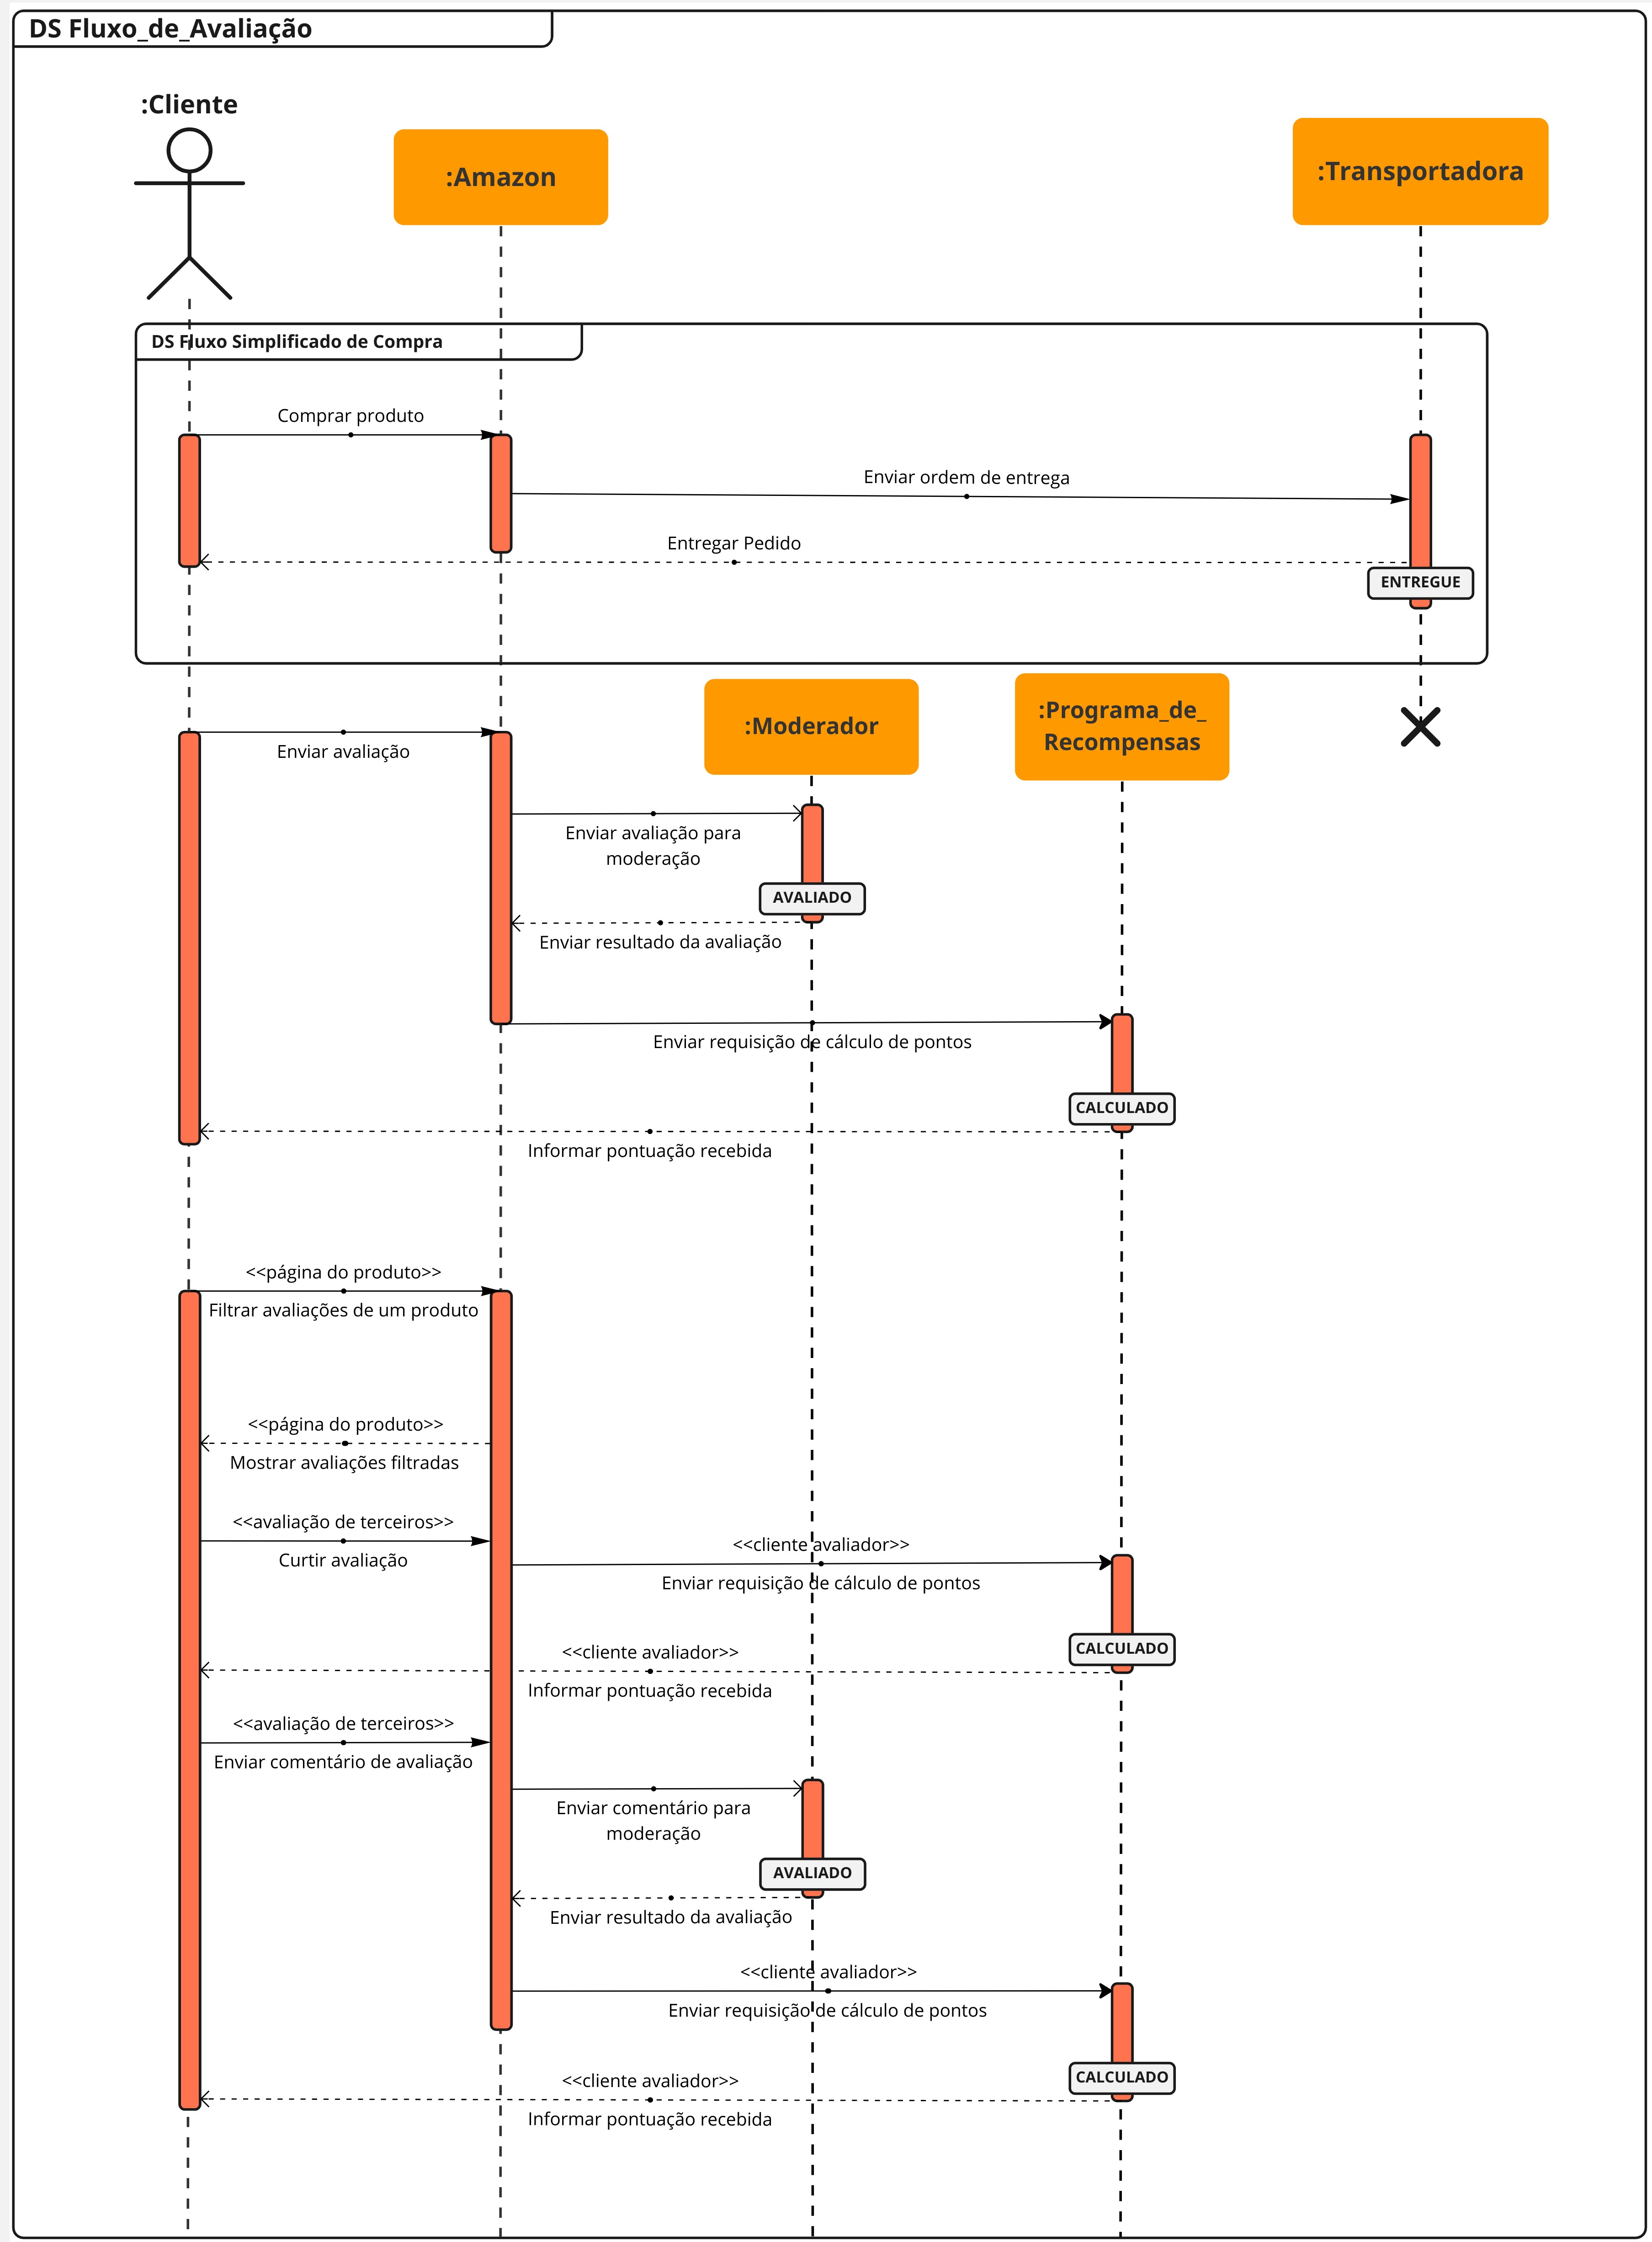 DS Fluxo_de_Avaliação
:Cliente
:Amazon
:Transportadora
DS Fluxo Simplificado de Compra
Comprar produto
Enviar ordem de entrega
Entregar Pedido
ENTREGUE
:Moderador
:Programa_de_
Recompensas
Enviar avaliação
Enviar avaliação para
moderação
AVALIADO
Enviar resultado da avaliação
Enviar requisição de cálculo de pontos
CALCULADO
Informar pontuação recebida
<<página do produto>>
Filtrar avaliações de um produto
<<página do produto>>
Mostrar avaliações filtradas
<<avaliação de terceiros>>
Curtir avaliação
<<cliente avaliador>>
Enviar requisição de cálculo de pontos
CALCULADO
<<cliente avaliador>>
Informar pontuação recebida
<<avaliação de terceiros>>
Enviar comentário de avaliação
Enviar comentário para
moderação
AVALIADO
Enviar resultado da avaliação
<<cliente avaliador>>
Enviar requisição de cálculo de pontos
CALCULADO
<<cliente avaliador>>
Informar pontuação recebida